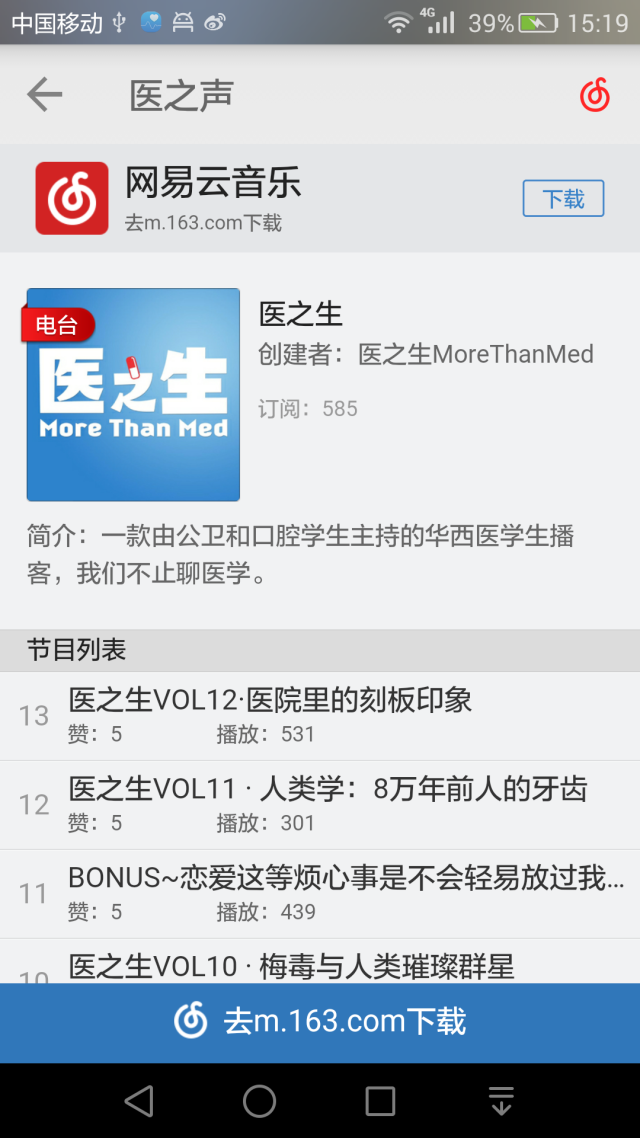 中国移动 4G 39% 15:19
医之声
网易云音乐
去m.163.com下载
下载
电台
医之生
More Than Med
医之生
创建者：医之生MoreThanMed
订阅：585
简介：一款由公卫和口腔学生主持的华西医学生播
客，我们不止聊医学。
节目列表
13 医之生VOL12·医院里的刻板印象
赞：5 播放：531
12 医之生VOL11 · 人类学：8万年前人的牙齿
赞：5 播放：301
11 BONUS~恋爱这等烦心事是不会轻易放过我...
赞：5 播放：439
10 医之生VOL10 · 梅毒与人类璀璨群星
去m.163.com下载